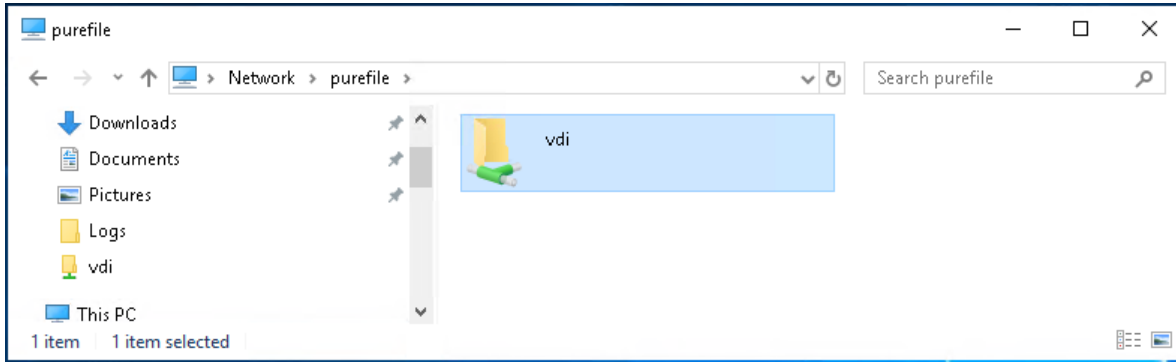 purefile
Network > purefile >
Search purefile
Downloads
Documents
Pictures
Logs
vdi
This PC
vdi
1 item
1 item selected